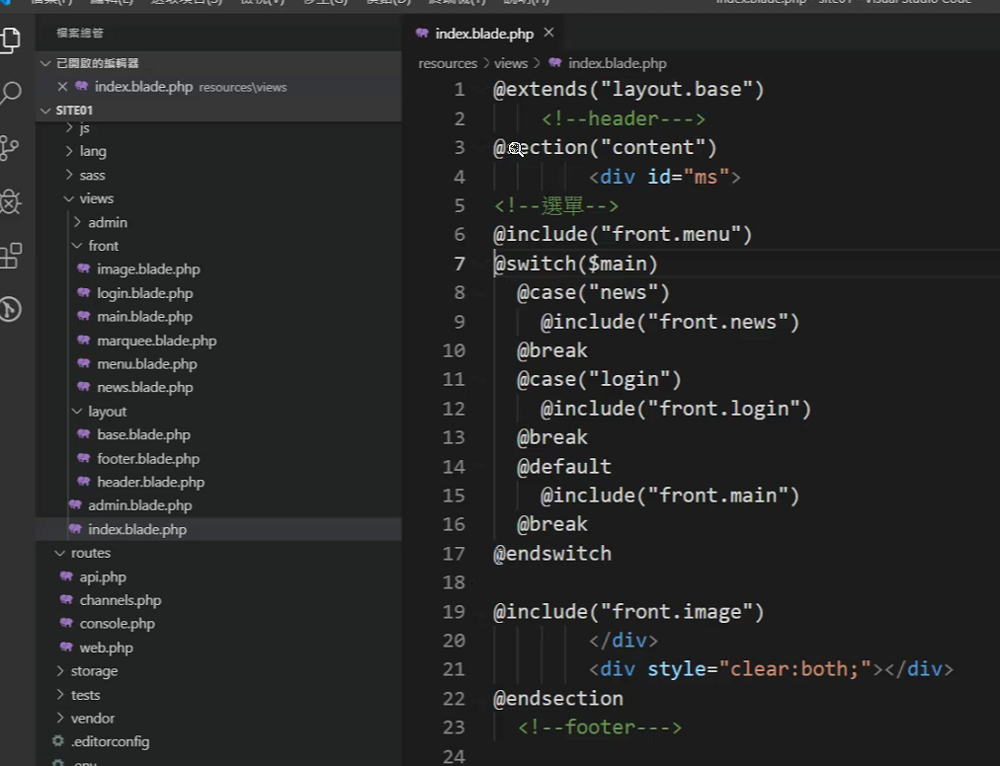 index.blade.php - site01 - Visual Studio Code
檔案總管
已開啟的編輯器
index.blade.php resources\views
SITE01
js
lang
sass
views
admin
front
image.blade.php
login.blade.php
main.blade.php
marquee.blade.php
menu.blade.php
news.blade.php
layout
base.blade.php
footer.blade.php
header.blade.php
admin.blade.php
index.blade.php
routes
api.php
channels.php
console.php
web.php
storage
tests
vendor
.editorconfig
index.blade.php
resources > views > index.blade.php
1 @extends("layout.base")
2 <!--header--->
3 @section("content")
4 <div id="ms">
5 <!--選單-->
6 @include("front.menu")
7 @switch($main)
8 @case("news")
9 @include("front.news")
10 @break
11 @case("login")
12 @include("front.login")
13 @break
14 @default
15 @include("front.main")
16 @break
17 @endswitch
18
19 @include("front.image")
20 </div>
21 <div style="clear:both;"></div>
22 @endsection
23 <!--footer--->
24